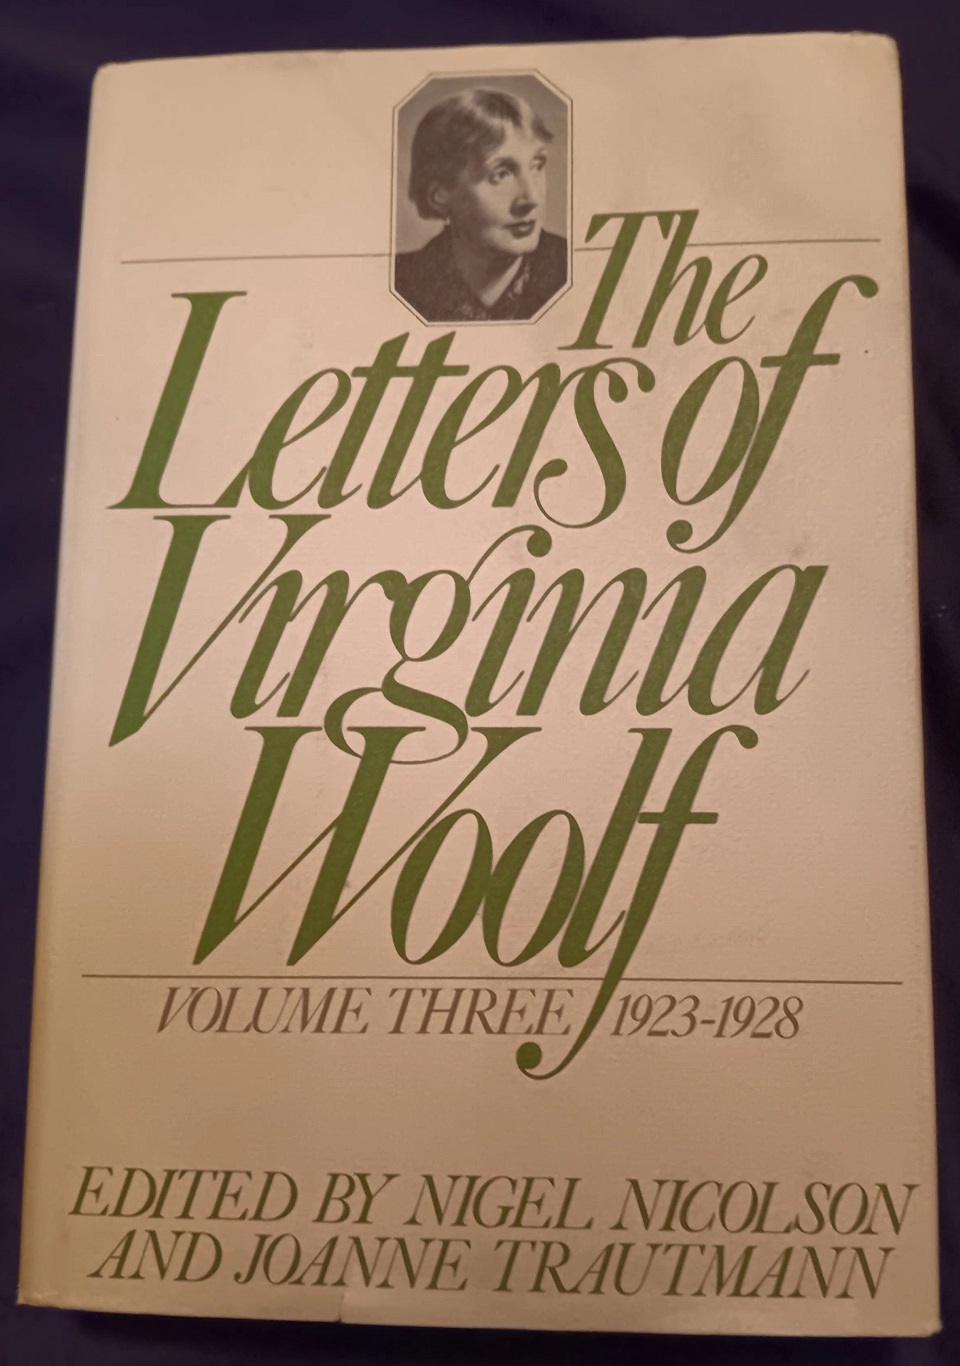 The
Letters of
Virginia
Woolf
VOLUME THREE 1923-1928
EDITED BY NIGEL NICOLSON
AND JOANNE TRAUTMANN